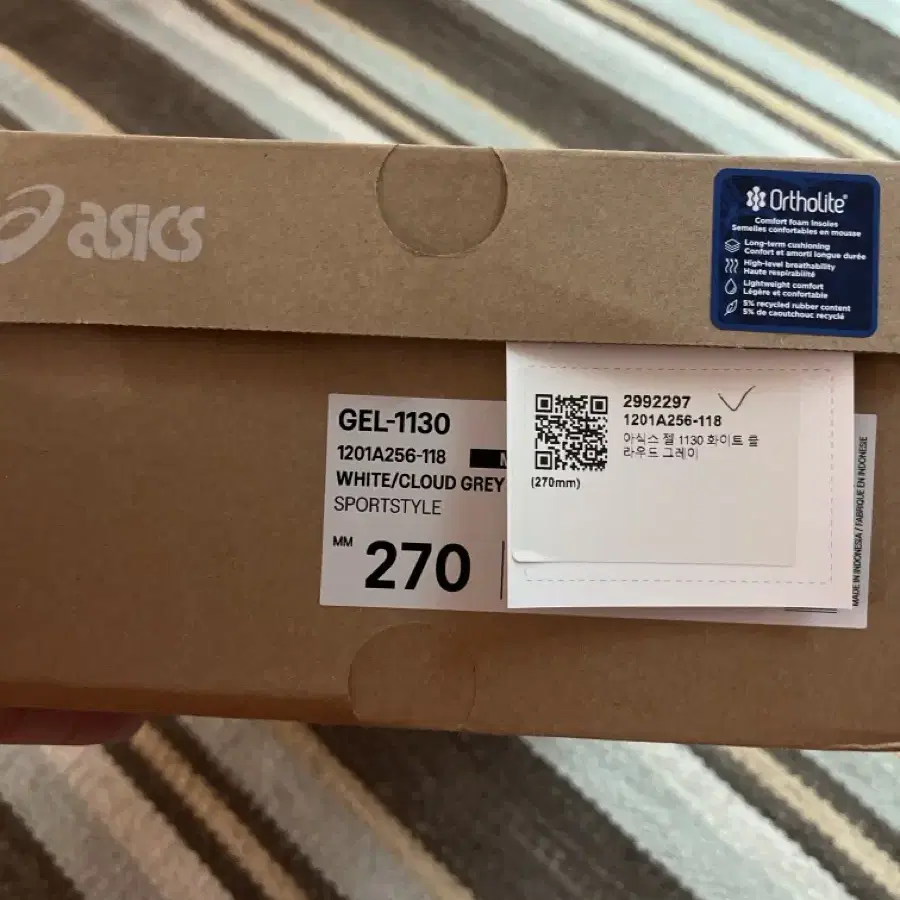 asics
Ortholite®
Comfort foam insoles
Semelles confortables en mousse
Long-term cushioning
Confort et amorti longue durée
High-level breathability
Haute respirabilité
Lightweight comfort
Légère et confortable
5% recycled rubber content
5% de caoutchouc recyclé
GEL-1130
1201A256-118
WHITE/CLOUD GREY
SPORTSTYLE
MM 270
2992297
1201A256-118
아식스 젤 1130 화이트 클
라우드 그레이
(270mm)
MADE IN INDONESIA / FABRIQUE EN INDONESIE